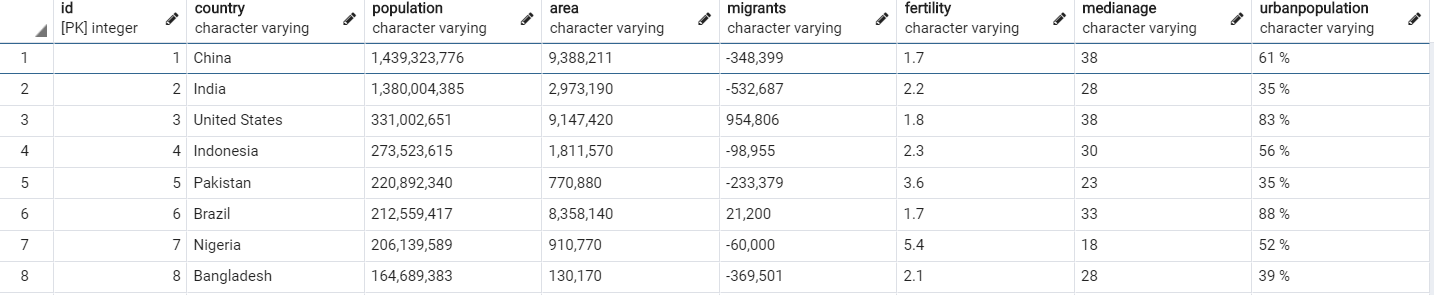 id country population area migrants fertility medianage urbanpopulation
[PK] integer character varying character varying character varying character varying character varying character varying character varying
1 1 China 1,439,323,776 9,388,211 -348,399 1.7 38 61 %
2 2 India 1,380,004,385 2,973,190 -532,687 2.2 28 35 %
3 3 United States 331,002,651 9,147,420 954,806 1.8 38 83 %
4 4 Indonesia 273,523,615 1,811,570 -98,955 2.3 30 56 %
5 5 Pakistan 220,892,340 770,880 -233,379 3.6 23 35 %
6 6 Brazil 212,559,417 8,358,140 21,200 1.7 33 88 %
7 7 Nigeria 206,139,589 910,770 -60,000 5.4 18 52 %
8 8 Bangladesh 164,689,383 130,170 -369,501 2.1 28 39 %